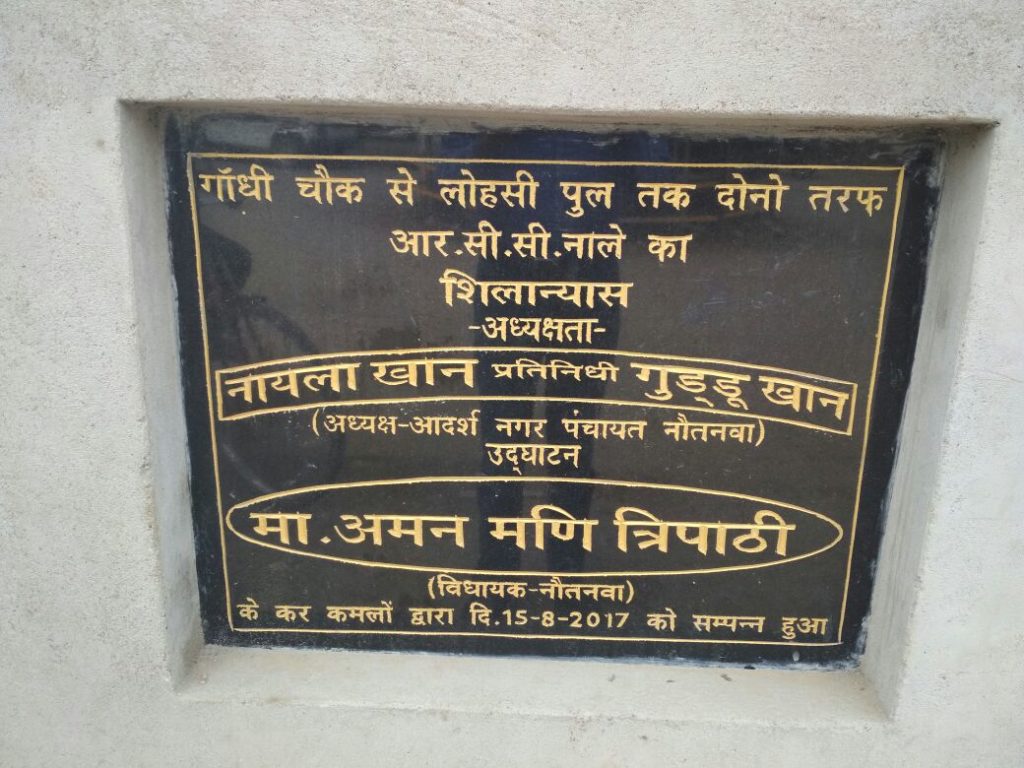 गॉधी चौक से लोहसी पुल तक दोनो तरफ
आर.सी.सी.नाले का
शिलान्यास
-अध्यक्षता-
नायला खान प्रतिनिधी गुड्डू खान
(अध्यक्ष-आदर्श नगर पंचायत नौतनवा)
उद्घाटन
मा.अमन मणि त्रिपाठी
(विधायक-नौतनवा)
के कर कमलों द्वारा दि.15-8-2017 को सम्पन्न हुआ